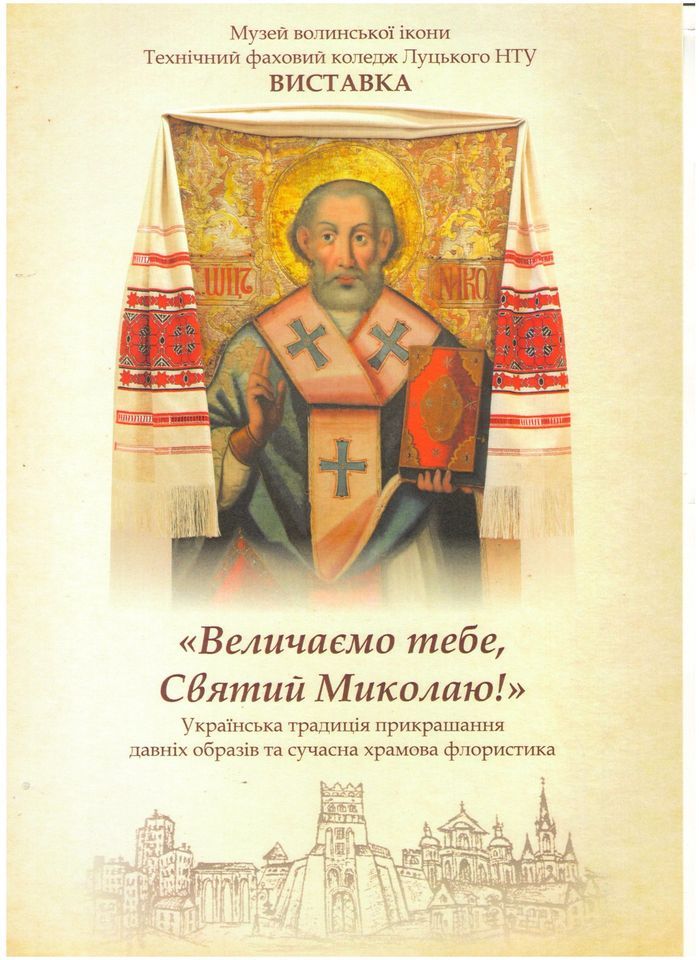 Музей волинської ікони
Технічний фаховий коледж Луцького НТУ
ВИСТАВКА
НИКОЛ
«Величаємо тебе,
Святий Миколаю!»
Українська традиція прикрашання
давніх образів та сучасна храмова флористика